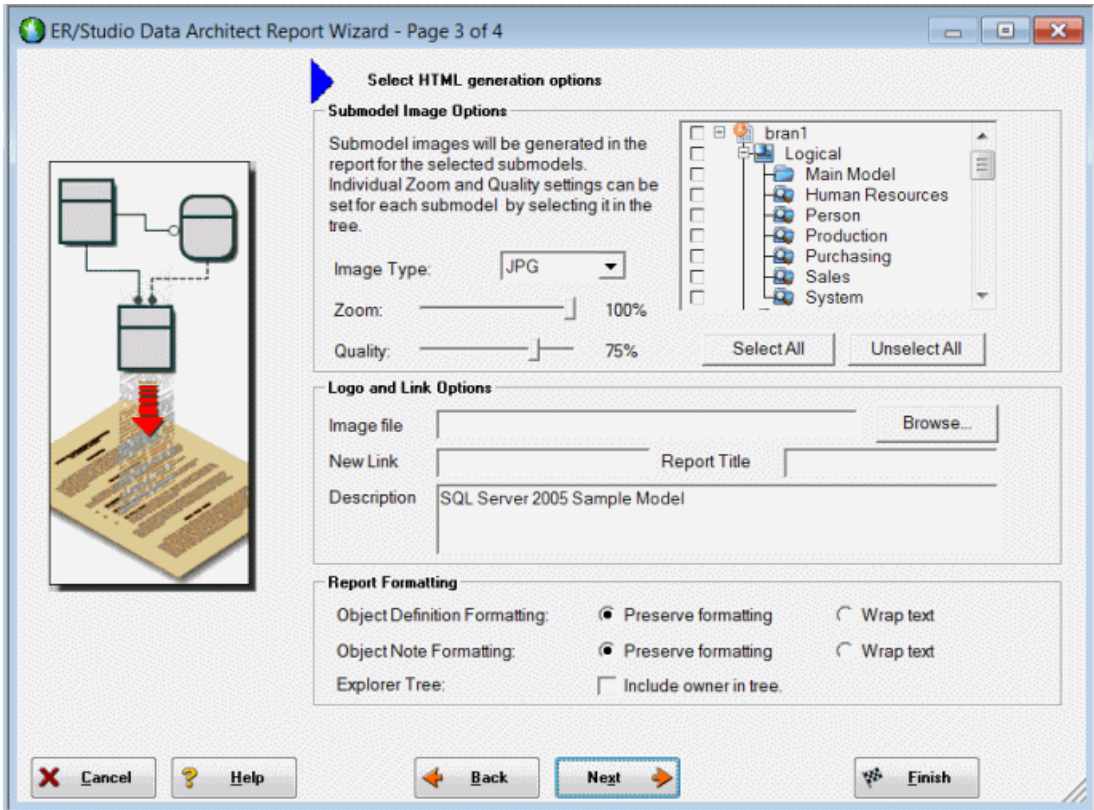 ER/Studio Data Architect Report Wizard - Page 3 of 4
Select HTML generation options
Submodel Image Options
Submodel images will be generated in the
report for the selected submodels.
Individual Zoom and Quality settings can be
set for each submodel by selecting it in the
tree.
Image Type: JPG
Zoom: 100%
Quality: 75%
bran1
Logical
Main Model
Human Resources
Person
Production
Purchasing
Sales
System
Select All Unselect All
Logo and Link Options
Image file Browse...
New Link Report Title
Description SQL Server 2005 Sample Model
Report Formatting
Object Definition Formatting: Preserve formatting Wrap text
Object Note Formatting: Preserve formatting Wrap text
Explorer Tree: Include owner in tree.
Cancel Help Back Next Finish